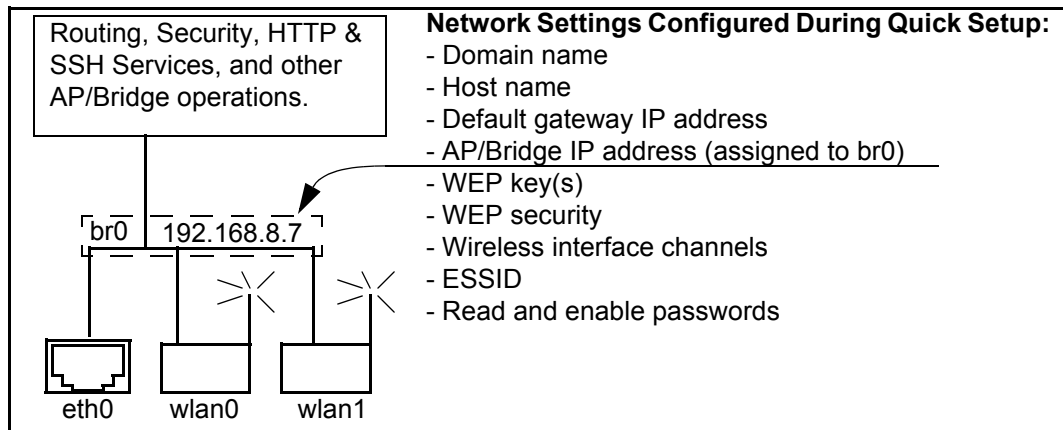 Routing, Security, HTTP &
SSH Services, and other
AP/Bridge operations.
Network Settings Configured During Quick Setup:
- Domain name
- Host name
- Default gateway IP address
- AP/Bridge IP address (assigned to br0)
- WEP key(s)
- WEP security
- Wireless interface channels
- ESSID
- Read and enable passwords
br0 192.168.8.7
eth0 wlan0 wlan1